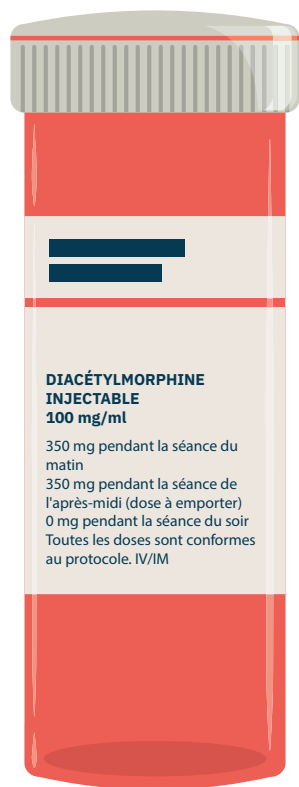 DIACÉTYLMORPHINE
INJECTABLE
100 mg/ml
350 mg pendant la séance du
matin
350 mg pendant la séance de
l'après-midi (dose à emporter)
0 mg pendant la séance du soir
Toutes les doses sont conformes
au protocole. IV/IM